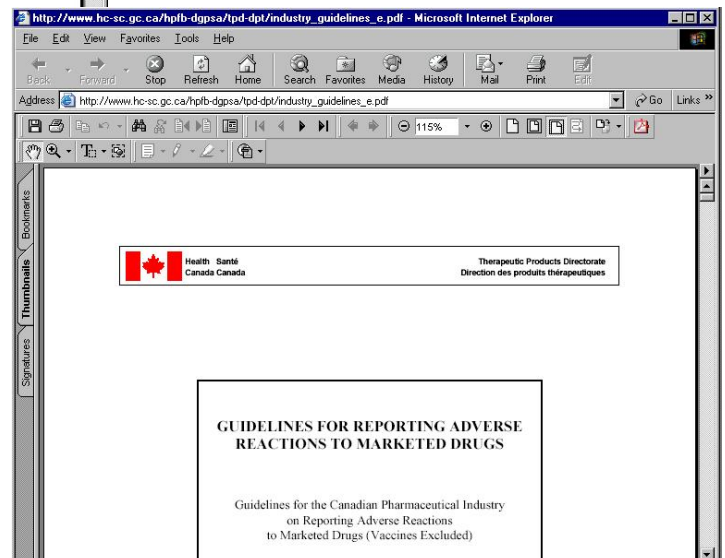 http://www.hc-sc.gc.ca/hpfb-dgpsa/tpd-dpt/industry_guidelines_e.pdf - Microsoft Internet Explorer
File Edit View Favorites Tools Help
Back Forward Stop Refresh Home Search Favorites Media History Mail Print Edit
Address http://www.hc-sc.gc.ca/hpfb-dgpsa/tpd-dpt/industry_guidelines_e.pdf Go Links »
115%
Bookmarks
Thumbnails
Signatures
Health Santé
Canada Canada
Therapeutic Products Directorate
Direction des produits thérapeutiques
GUIDELINES FOR REPORTING ADVERSE
REACTIONS TO MARKETED DRUGS
Guidelines for the Canadian Pharmaceutical Industry
on Reporting Adverse Reactions
to Marketed Drugs (Vaccines Excluded)